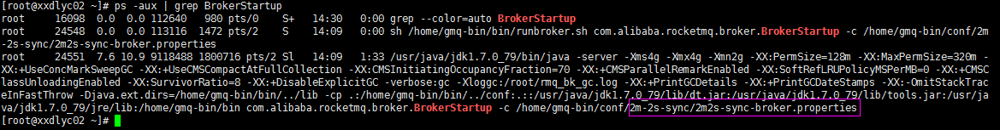 [root@xxdlyc02 ~]# ps -aux | grep BrokerStartup
root     16098  0.0  0.0 112640   980 pts/0    S+   14:30   0:00 grep --color=auto BrokerStartup
root     24548  0.0  0.0 113116  1472 pts/2    S    14:09   0:00 sh /home/gmq-bin/bin/runbroker.sh com.alibaba.rocketmq.broker.BrokerStartup -c /home/gmq-bin/conf/2m
-2s-sync/2m2s-sync-broker.properties
root     24551  7.6 10.9 9118488 1800716 pts/2 Sl   14:09   1:33 /usr/java/jdk1.7.0_79/bin/java -server -Xms4g -Xmx4g -Xmn2g -XX:PermSize=128m -XX:MaxPermSize=320m -
XX:+UseConcMarkSweepGC -XX:+UseCMSCompactAtFullCollection -XX:CMSInitiatingOccupancyFraction=70 -XX:+CMSParallelRemarkEnabled -XX:SoftRefLRUPolicyMSPerMB=0 -XX:+CMSC
lassUnloadingEnabled -XX:SurvivorRatio=8 -XX:+DisableExplicitGC -verbose:gc -Xloggc:/root/rmq_bk_gc.log -XX:+PrintGCDetails -XX:+PrintGCDateStamps -XX:-OmitStackTrac
eInFastThrow -Djava.ext.dirs=/home/gmq-bin/bin/../lib -cp .:/home/gmq-bin/bin/../conf:.::/usr/java/jdk1.7.0_79/lib/dt.jar:/usr/java/jdk1.7.0_79/lib/tools.jar:/usr/ja
va/jdk1.7.0_79/jre/lib:/home/gmq-bin/bin com.alibaba.rocketmq.broker.BrokerStartup -c /home/gmq-bin/conf/2m-2s-sync/2m2s-sync-broker.properties
[root@xxdlyc02 ~]#